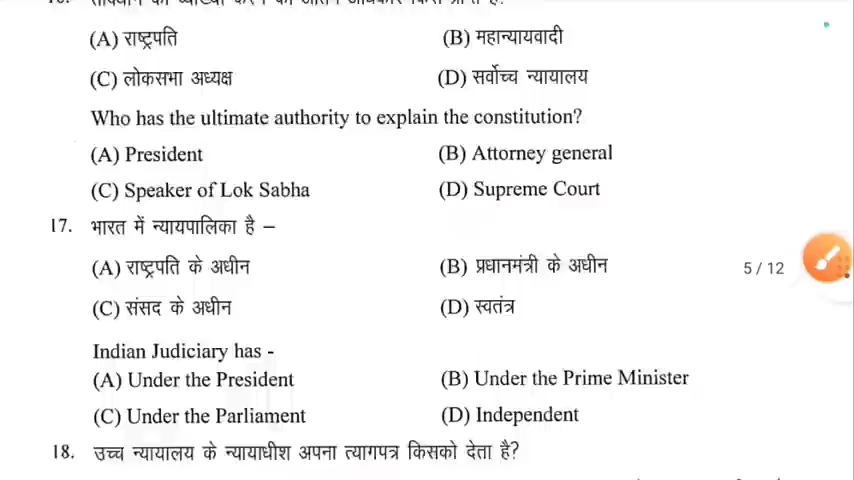 (A) राष्ट्रपति (B) महान्यायवादी
(C) लोकसभा अध्यक्ष (D) सर्वोच्च न्यायालय
Who has the ultimate authority to explain the constitution?
(A) President (B) Attorney general
(C) Speaker of Lok Sabha (D) Supreme Court
17. भारत में न्यायपालिका है –
(A) राष्ट्रपति के अधीन (B) प्रधानमंत्री के अधीन
5 / 12
(C) संसद के अधीन (D) स्वतंत्र
Indian Judiciary has -
(A) Under the President (B) Under the Prime Minister
(C) Under the Parliament (D) Independent
18. उच्च न्यायालय के न्यायाधीश अपना त्यागपत्र किसको देता है?